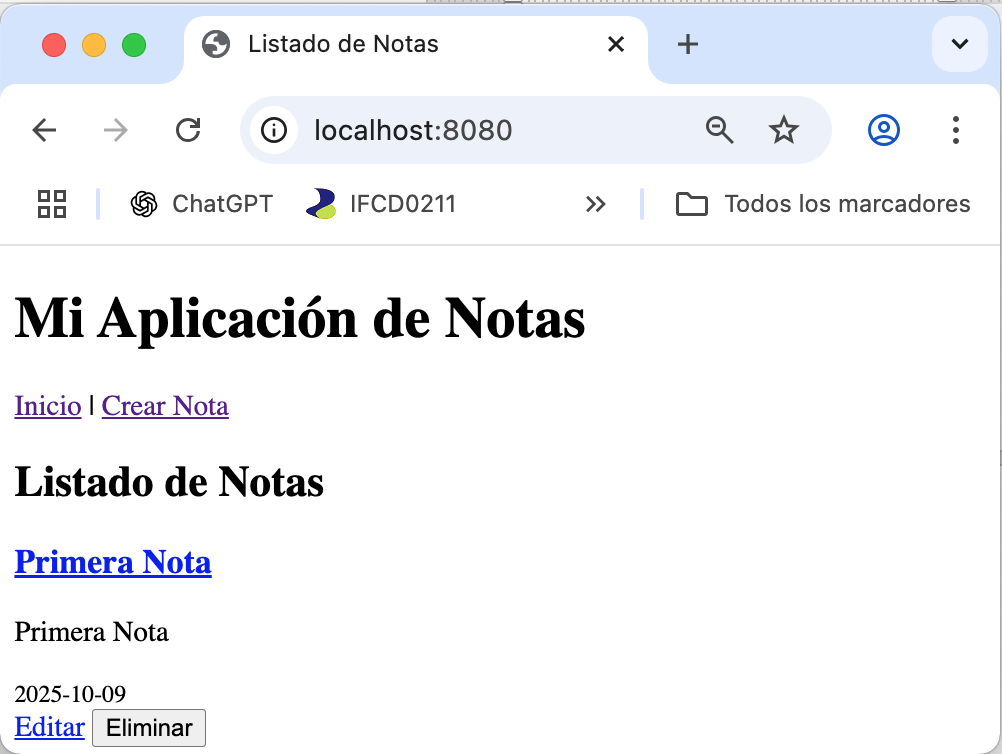 Listado de Notas
localhost:8080
ChatGPT IFCD0211 Todos los marcadores
Mi Aplicación de Notas
Inicio | Crear Nota
Listado de Notas
Primera Nota
Primera Nota
2025-10-09
Editar Eliminar